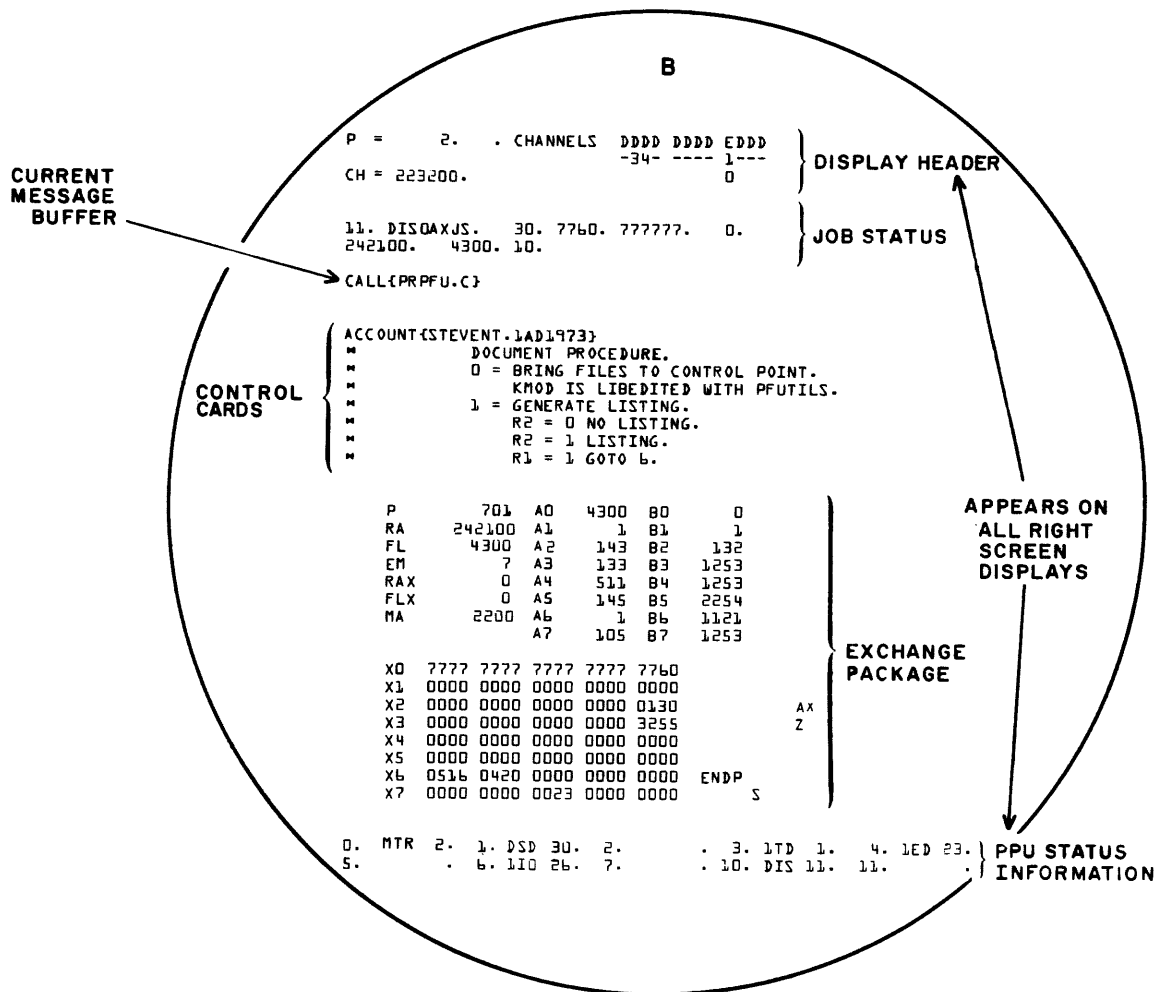 B
P = 2. . CHANNELS DDDD DDDD EDDD
-34- ---- 1---
CH = 223200. 0
DISPLAY HEADER
CURRENT
MESSAGE
BUFFER
11. DISOAXJS. 30. 7760. 777777. 0.
242100. 4300. 10.
JOB STATUS
CALL{PRPFU.C}
CONTROL
CARDS
ACCOUNT{STEVENT.1AD1973}
* DOCUMENT PROCEDURE.
* 0 = BRING FILES TO CONTROL POINT.
* KMOD IS LIBEDITED WITH PFUTILS.
* 1 = GENERATE LISTING.
* R2 = 0 NO LISTING.
* R2 = 1 LISTING.
* R1 = 1 GOTO 6.
APPEARS ON
ALL RIGHT
SCREEN
DISPLAYS
P 701 A0 4300 B0 0
RA 242100 A1 1 B1 1
FL 4300 A2 143 B2 132
EM 7 A3 133 B3 1253
RAX 0 A4 511 B4 1253
FLX 0 A5 145 B5 2254
MA 2200 A6 1 B6 1121
A7 105 B7 1253
EXCHANGE
PACKAGE
X0 7777 7777 7777 7777 7760
X1 0000 0000 0000 0000 0000
X2 0000 0000 0000 0000 0130 AX
X3 0000 0000 0000 0000 3255 Z
X4 0000 0000 0000 0000 0000
X5 0000 0000 0000 0000 0000
X6 0516 0420 0000 0000 0000 ENDP
X7 0000 0000 0023 0000 0000 S
0. MTR 2. 1. DSD 30. 2. . 3. 1TD 1. 4. 1ED 23.
5. . 6. 1IO 26. 7. . 10. DIS 11. 11. .
PPU STATUS
INFORMATION